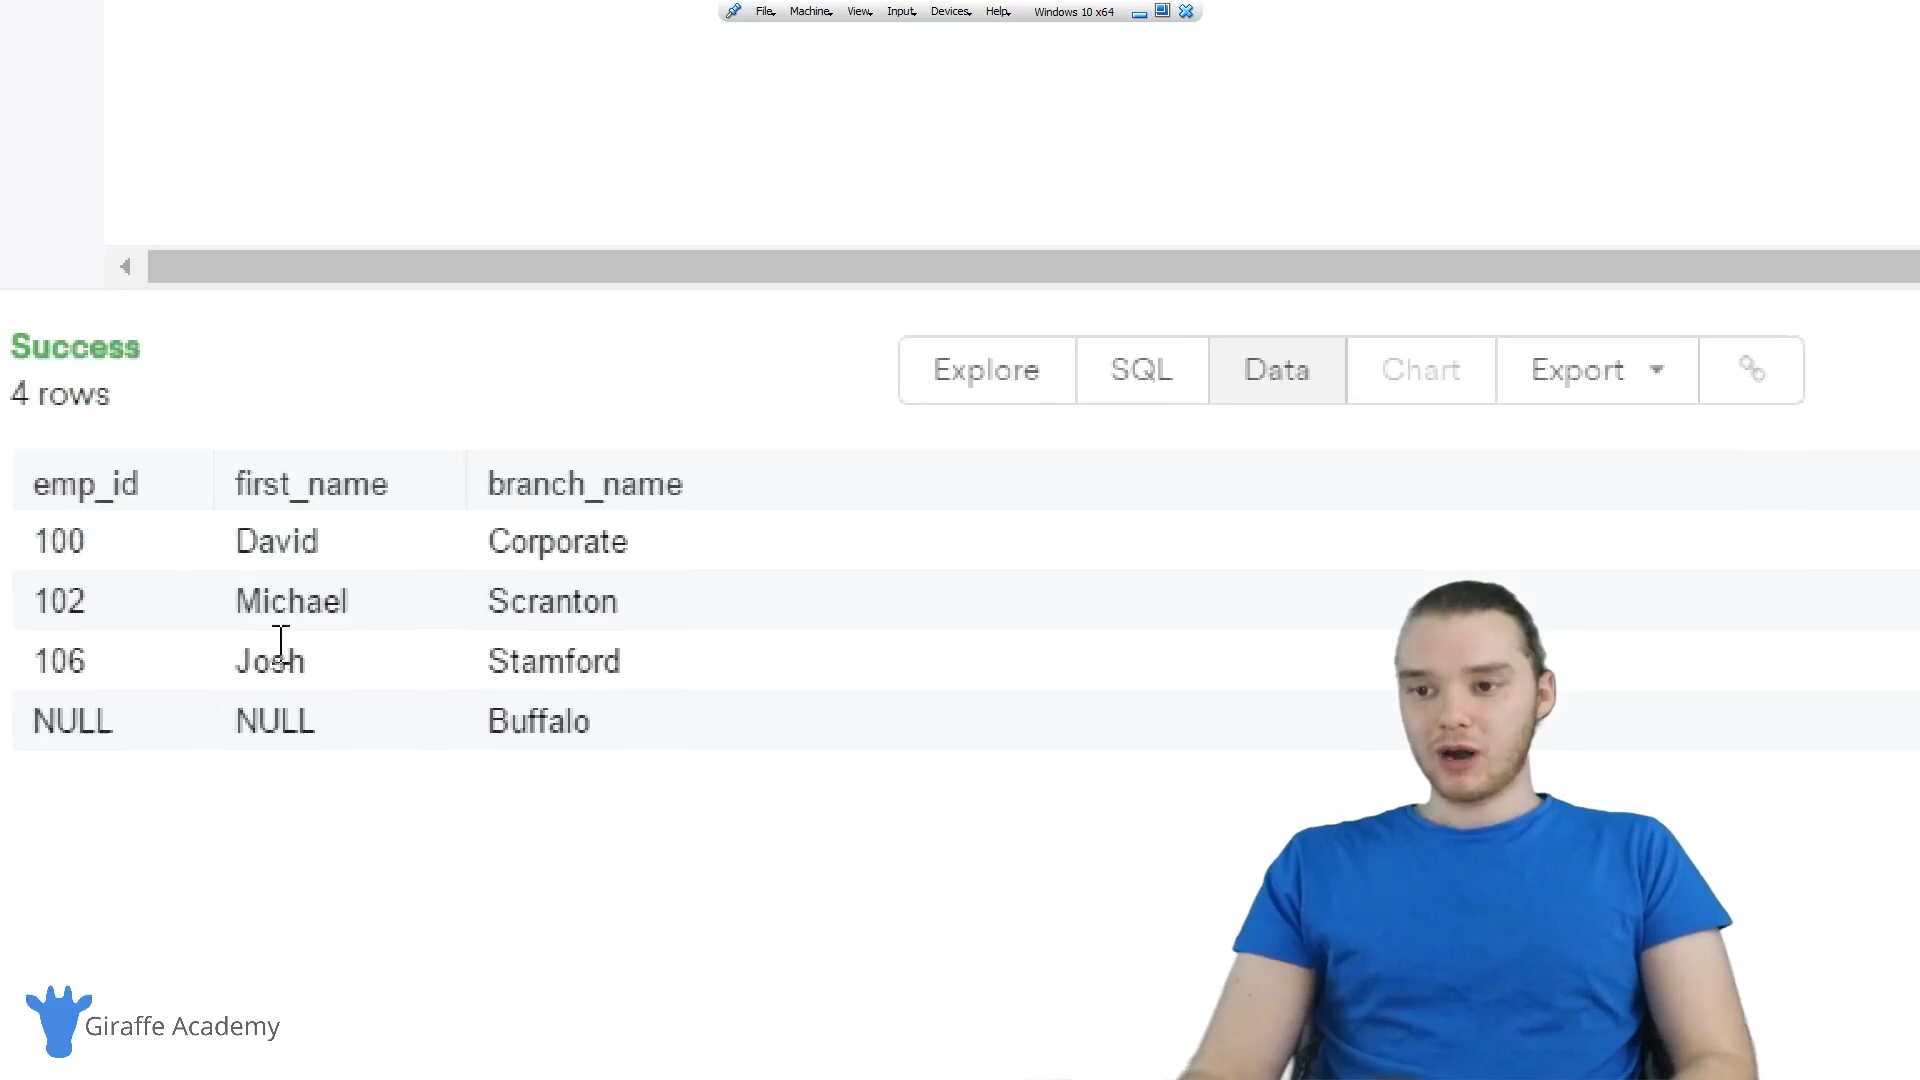 File Machine View Input Devices Help Windows 10 x64
Success
4 rows
Explore SQL Data Chart Export
emp_id first_name branch_name
100 David Corporate
102 Michael Scranton
106 Josh Stamford
NULL NULL Buffalo
Giraffe Academy